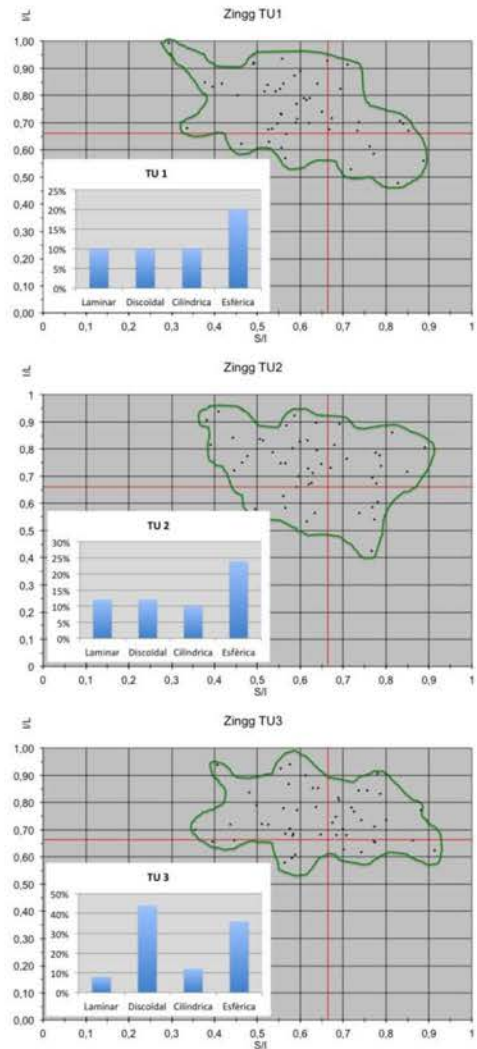 Zingg TU1
I/L
1,00
0,90
0,80
0,70
0,60
0,50
0,40
0,30
0,20
0,10
0,00
TU 1
25%
20%
15%
10%
5%
0%
Laminar Discoïdal Cilíndrica Esfèrica
0 0,1 0,2 0,3 0,4 0,5 0,6 0,7 0,8 0,9 1
S/I
Zingg TU2
I/L
1
0,9
0,8
0,7
0,6
0,5
0,4
0,3
0,2
0,1
0
TU 2
30%
25%
20%
15%
10%
5%
0%
Laminar Discoïdal Cilíndrica Esfèrica
0 0,1 0,2 0,3 0,4 0,5 0,6 0,7 0,8 0,9 1
S/I
Zingg TU3
I/L
1,00
0,90
0,80
0,70
0,60
0,50
0,40
0,30
0,20
0,10
0,00
TU 3
50%
40%
30%
20%
10%
0%
Laminar Discoïdal Cilíndrica Esfèrica
0 0,1 0,2 0,3 0,4 0,5 0,6 0,7 0,8 0,9 1
S/I